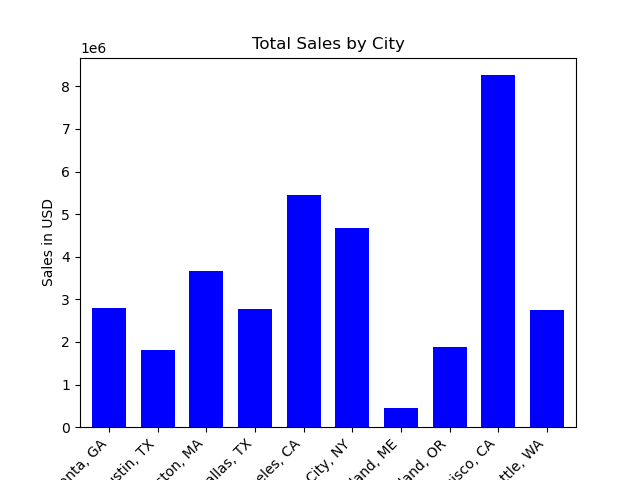 Total Sales by City
1e6
8
7
6
5
4
3
2
1
0
Sales in USD
nta, GA
stin, TX
ston, MA
allas, TX
eles, CA
City, NY
land, ME
land, OR
isco, CA
ttle, WA